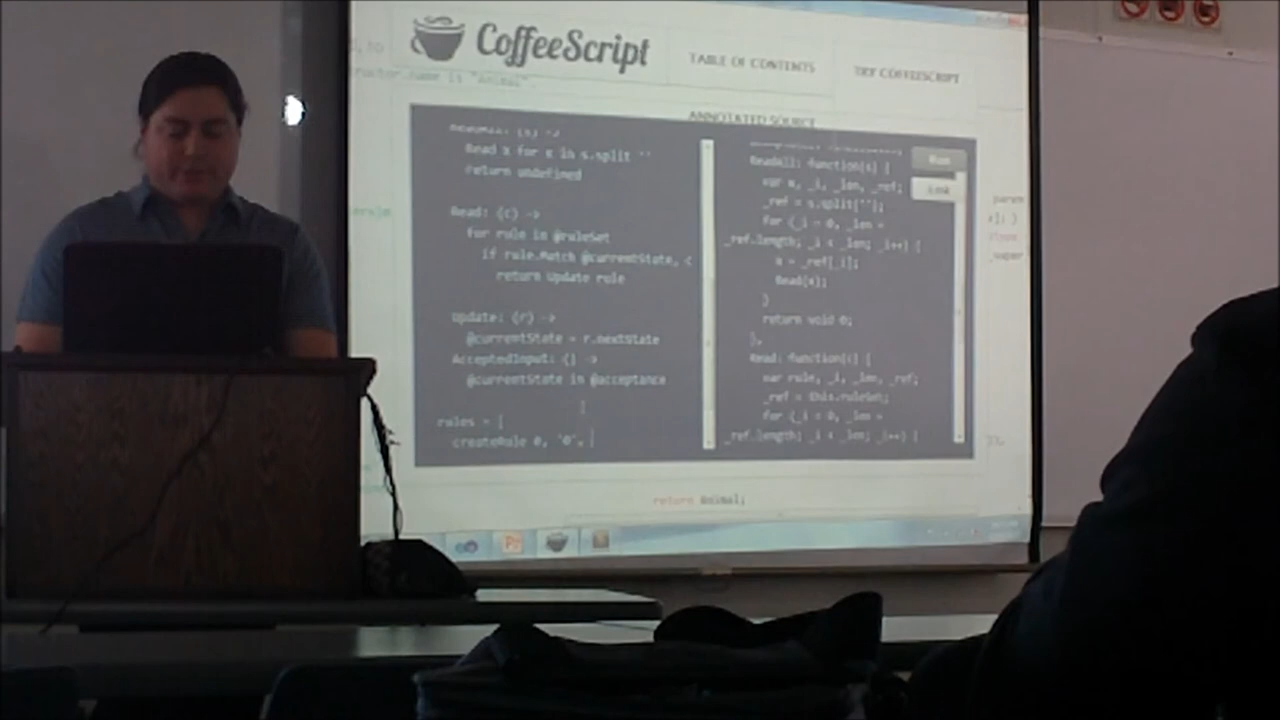 CoffeeScript
TABLE OF CONTENTS
TRY COFFEESCRIPT
ANNOTATED SOURCE
Read x for x in s.split ''
return undefined
Read: (c) ->
for rule in @ruleSet
if rule.Match @currentState, c
return Update rule
Update: (r) ->
@currentState = r.nextState
AcceptedInput: () ->
@currentState in @acceptance
rules = [
createRule 0, '0',
Run
Link
ReadAll: function(s) {
var x, _i, _len, _ref;
_ref = s.split('');
for (_i = 0, _len =
_ref.length; _i < _len; _i++) {
x = _ref[_i];
Read(x);
}
return void 0;
},
Read: function(c) {
var rule, _i, _len, _ref;
_ref = this.ruleSet;
for (_i = 0, _len =
_ref.length; _i < _len; _i++) {
return Animal;